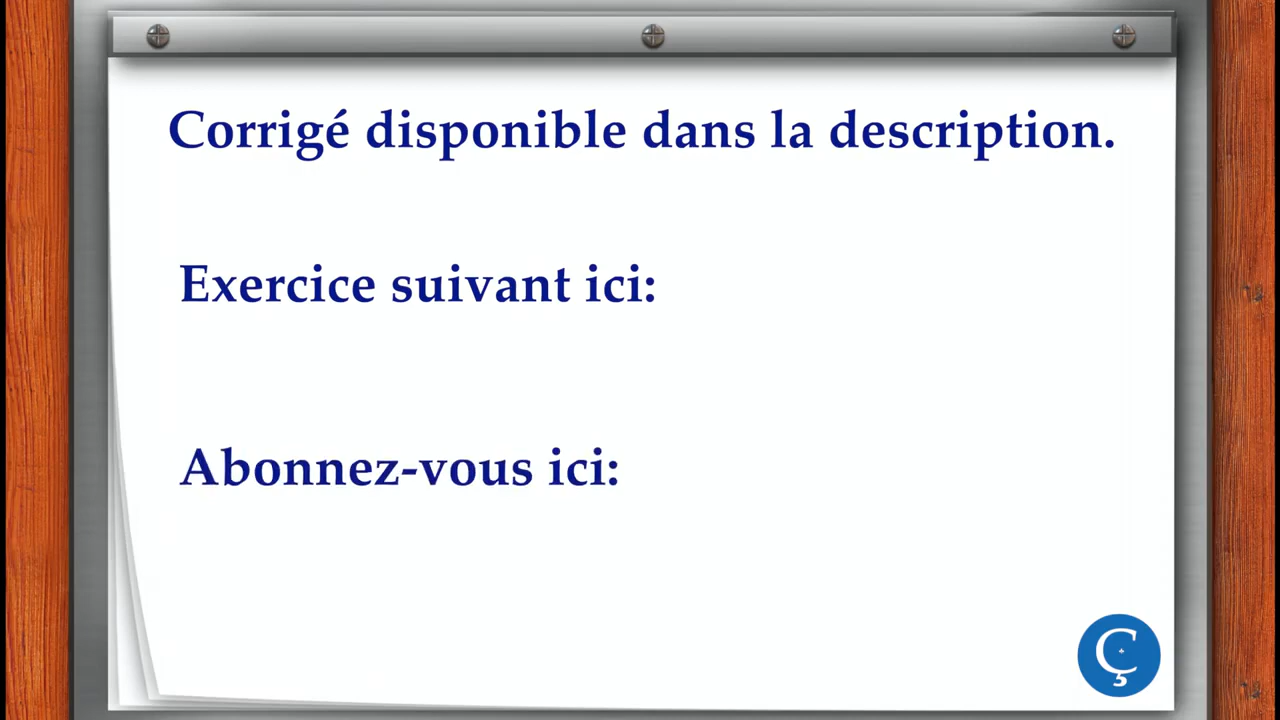 Corrigé disponible dans la description.
Exercice suivant ici:
Abonnez-vous ici:
Ç